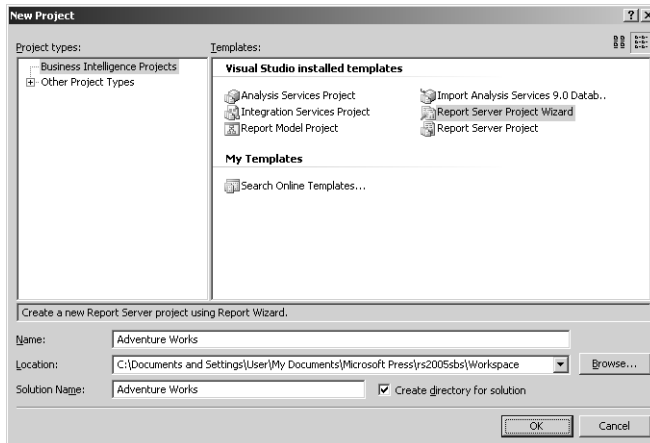 New Project
Project types:
Templates:
Business Intelligence Projects
Other Project Types
Visual Studio installed templates
Analysis Services Project
Import Analysis Services 9.0 Datab..
Integration Services Project
Report Server Project Wizard
Report Model Project
Report Server Project
My Templates
Search Online Templates...
Create a new Report Server project using Report Wizard.
Name:
Adventure Works
Location:
C:\Documents and Settings\User\My Documents\Microsoft Press\rs2005sbs\Workspace
Browse...
Solution Name:
Adventure Works
Create directory for solution
OK
Cancel